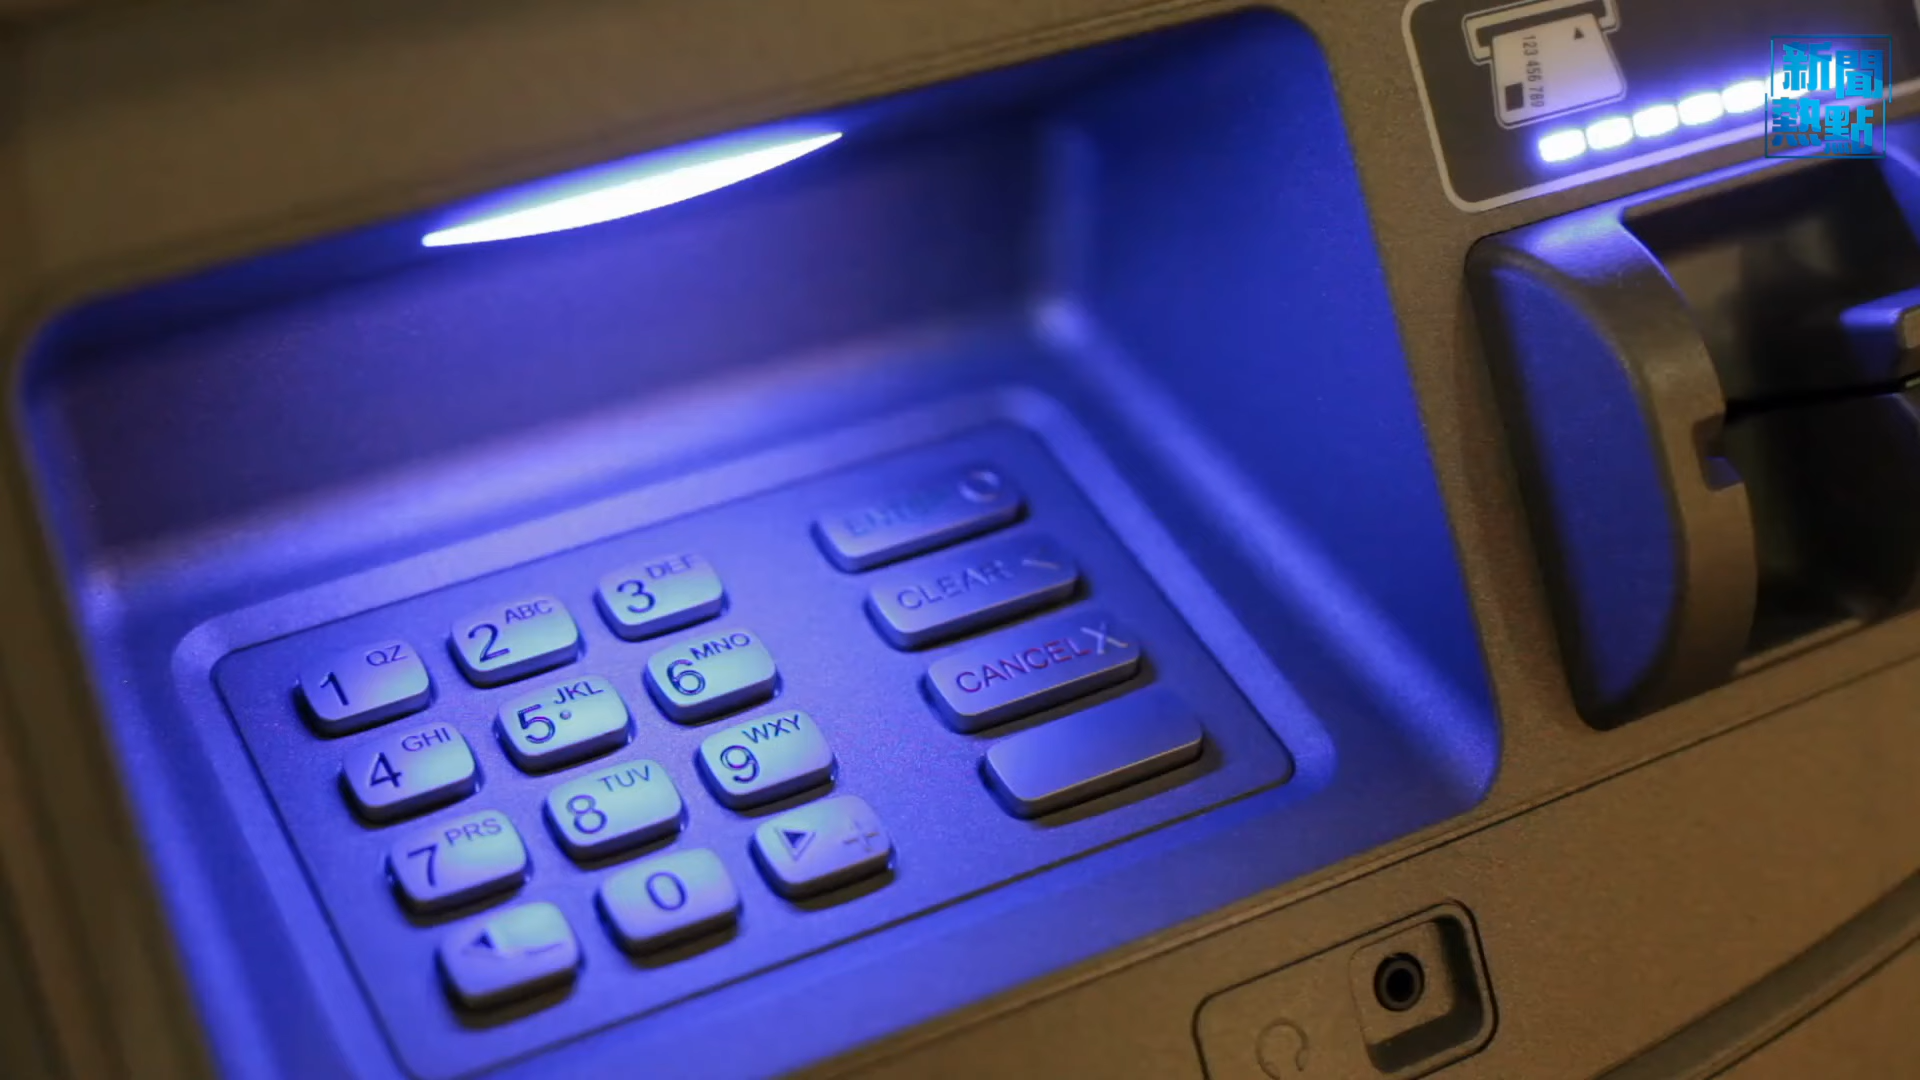 新聞
熱點
123 456 789
1 QZ
2 ABC
3 DEF
4 GHI
5 JKL
6 MNO
7 PRS
8 TUV
9 WXY
0
CLEAR
CANCEL X